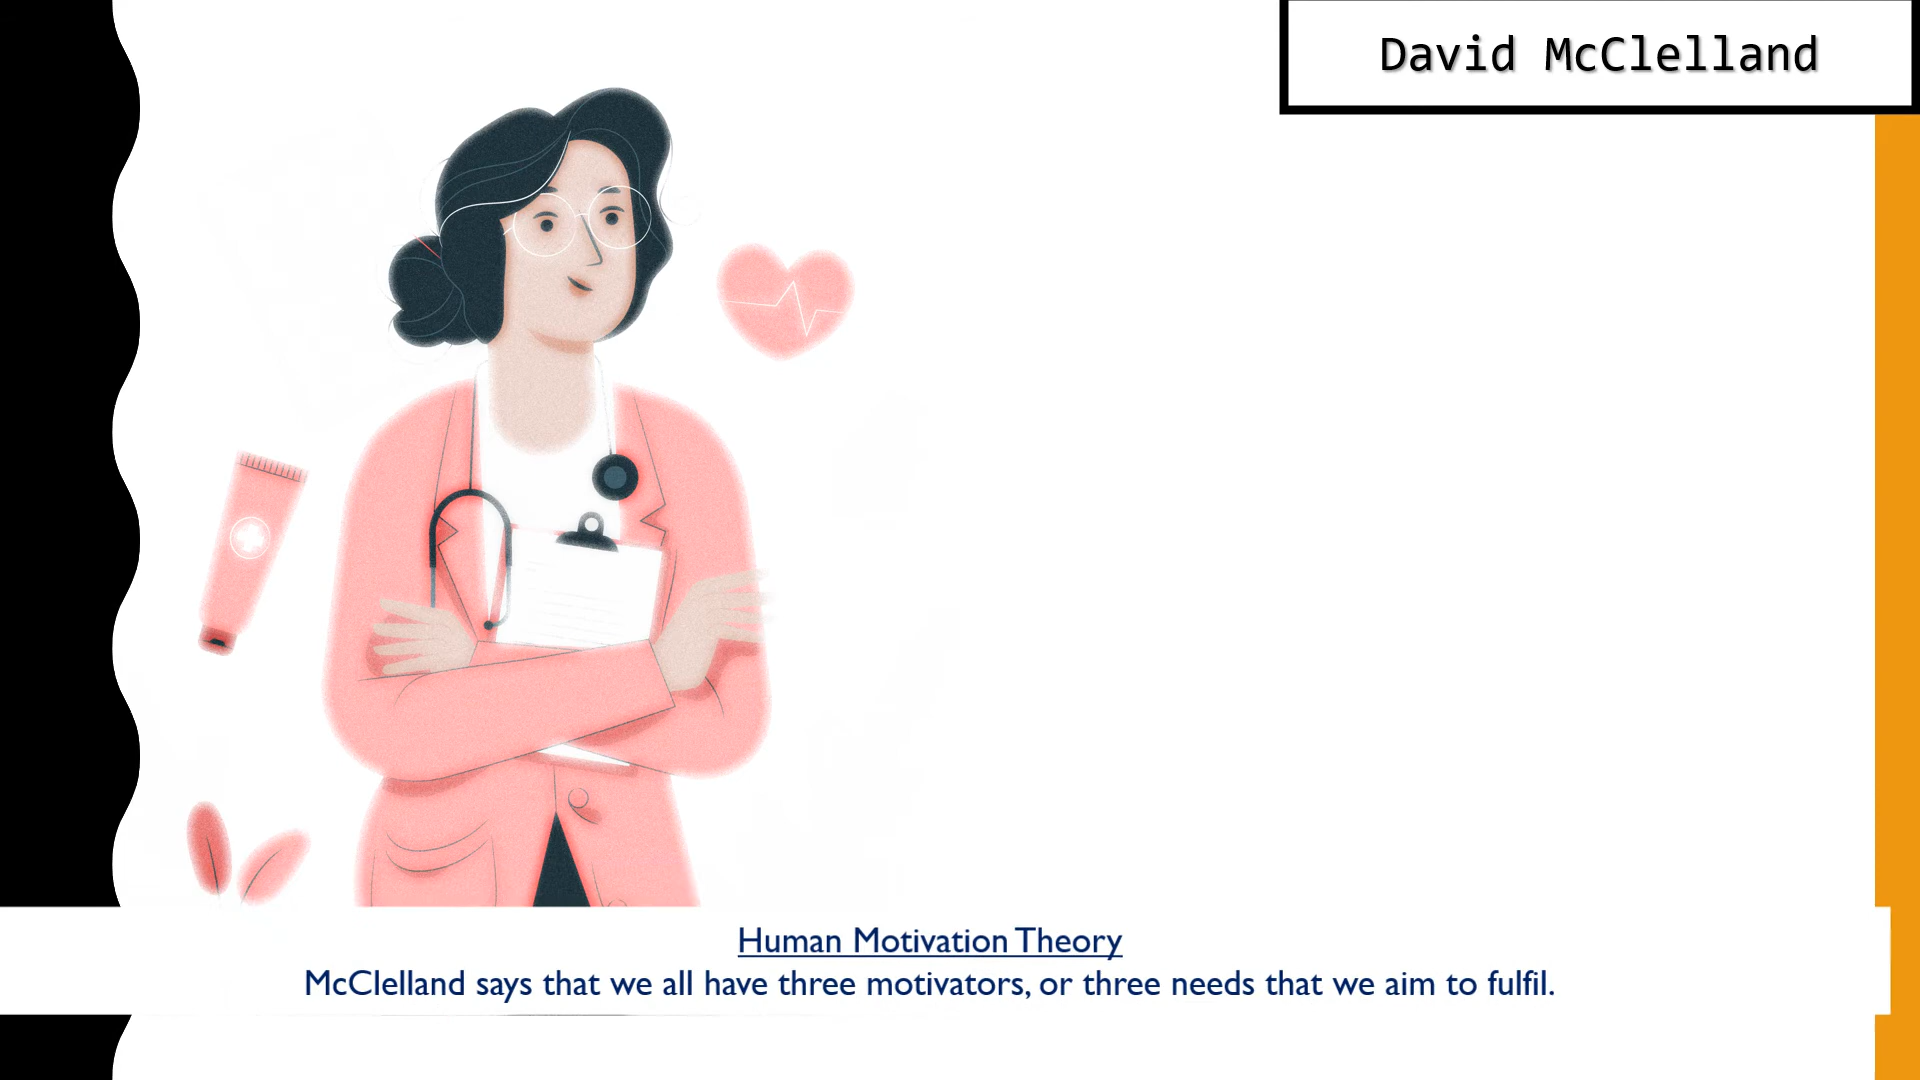 David McClelland
Human Motivation Theory
McClelland says that we all have three motivators, or three needs that we aim to fulfil.